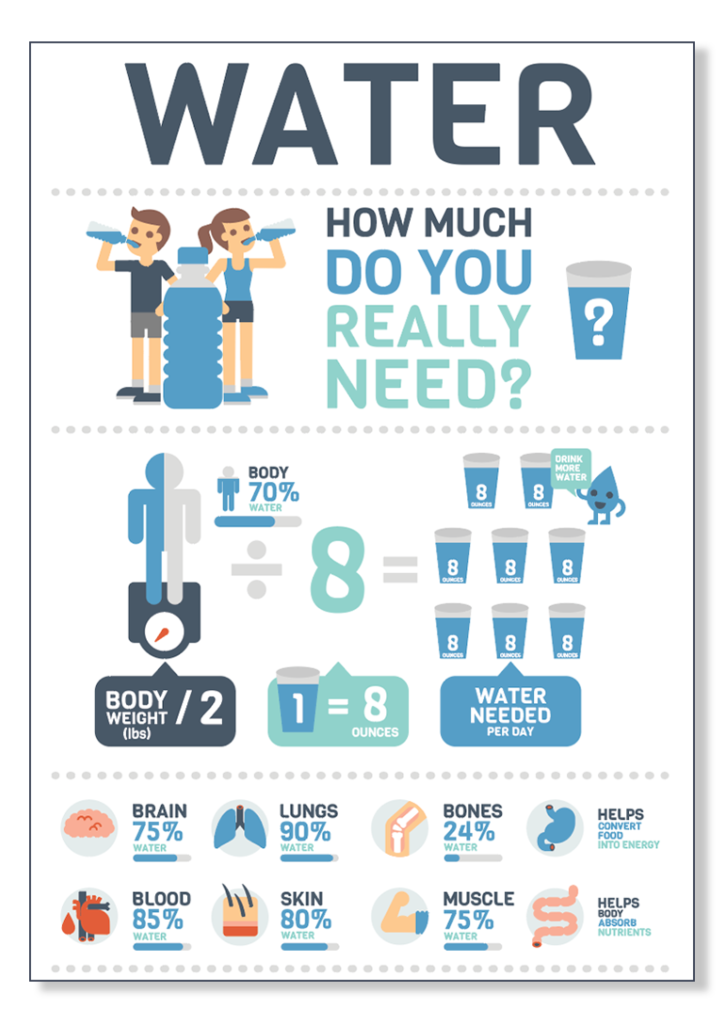 WATER
HOW MUCH
DO YOU
REALLY
NEED?
?
BODY
70%
WATER
÷ 8 =
8
OUNCES
8
OUNCES
DRINK
MORE
WATER
8
OUNCES
8
OUNCES
8
OUNCES
8
OUNCES
8
OUNCES
8
OUNCES
BODY
WEIGHT
(lbs)
/ 2
1 = 8
OUNCES
WATER
NEEDED
PER DAY
BRAIN
75%
WATER
LUNGS
90%
WATER
BONES
24%
WATER
HELPS
CONVERT
FOOD
INTO ENERGY
BLOOD
85%
WATER
SKIN
80%
WATER
MUSCLE
75%
WATER
HELPS
BODY
ABSORB
NUTRIENTS